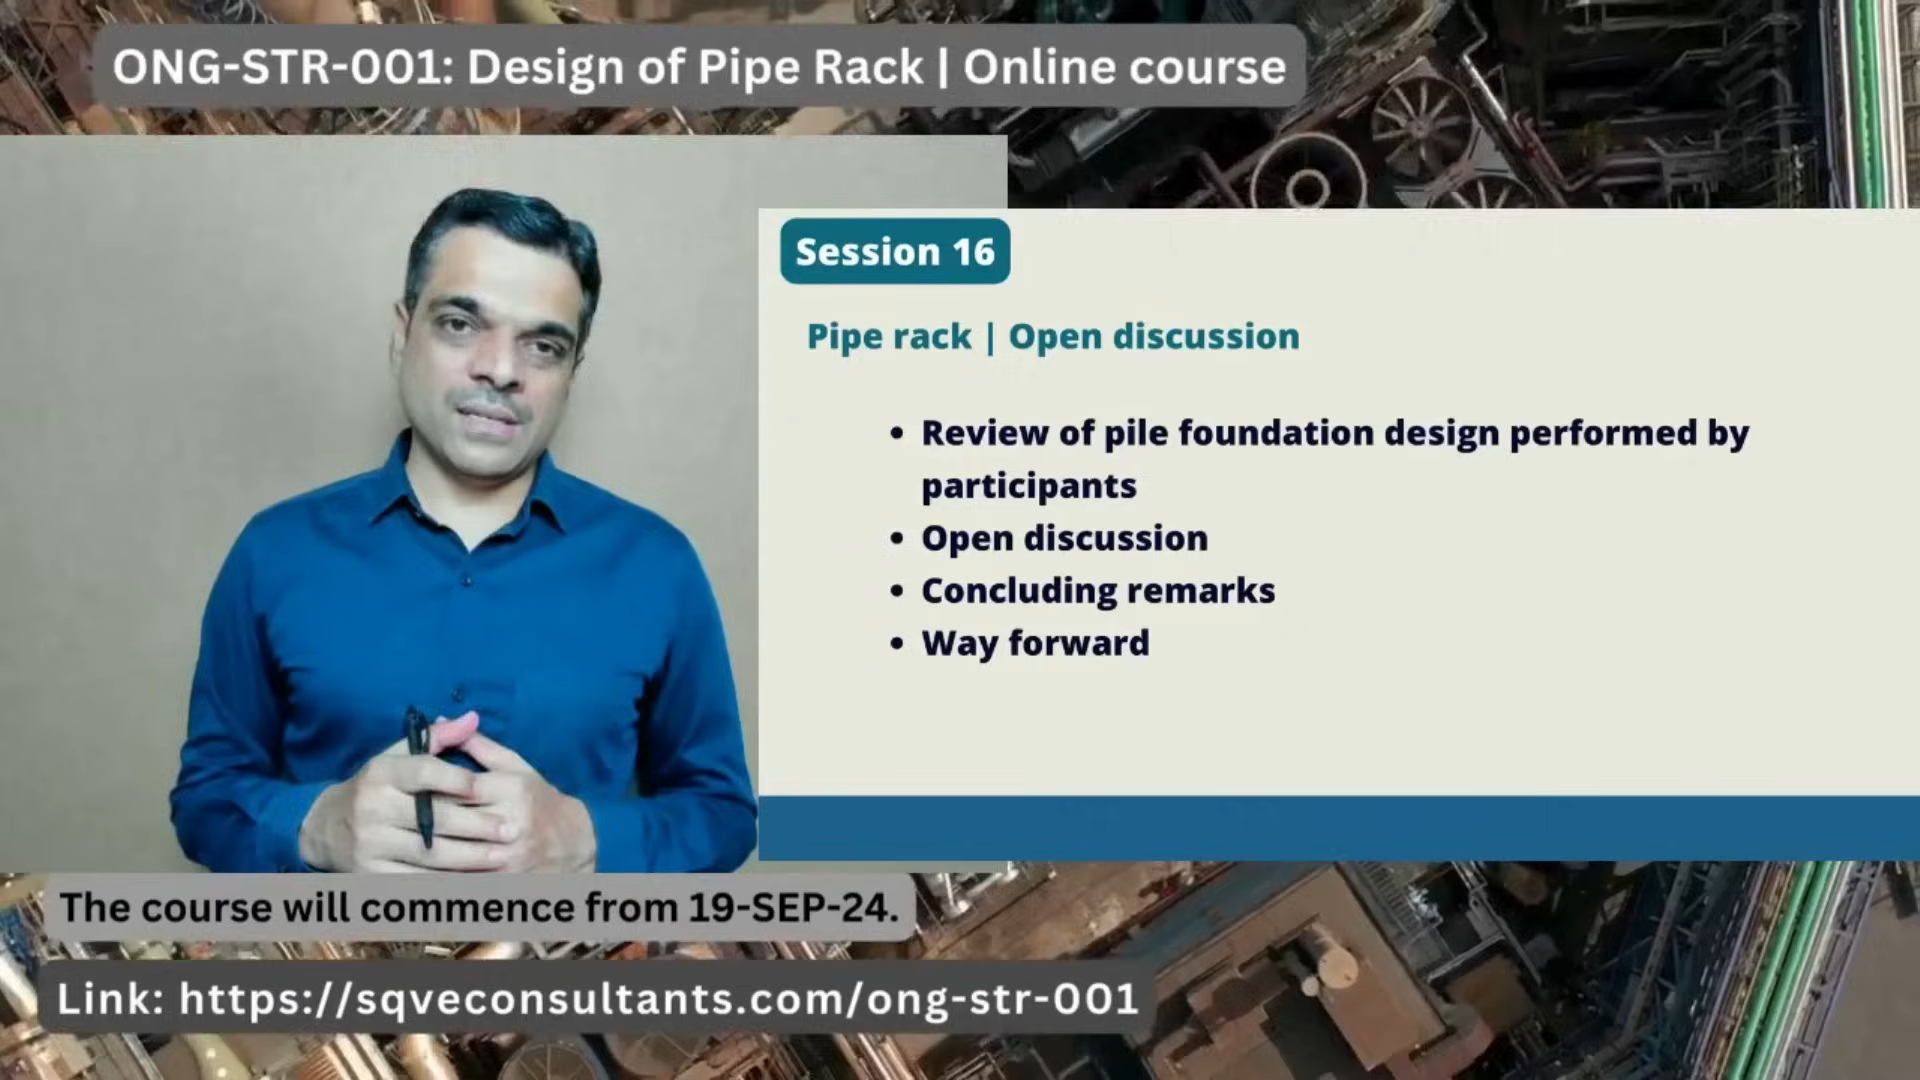 ONG-STR-001: Design of Pipe Rack | Online course
Session 16
Pipe rack | Open discussion
• Review of pile foundation design performed by
participants
• Open discussion
• Concluding remarks
• Way forward
The course will commence from 19-SEP-24.
Link: https://sqveconsultants.com/ong-str-001